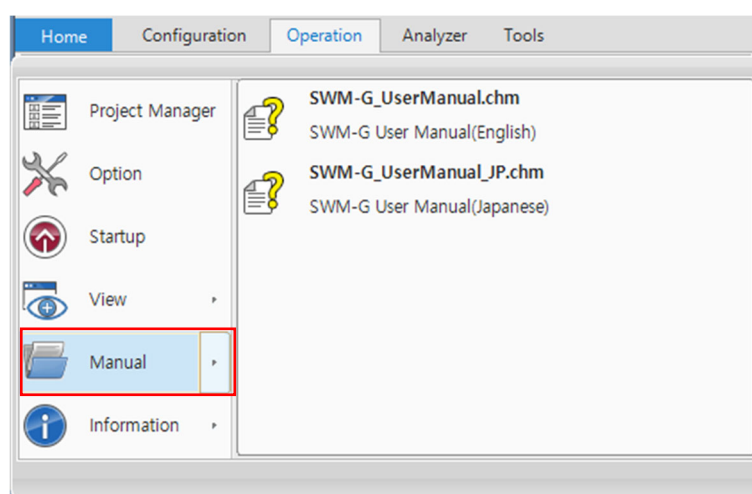 Home Configuration Operation Analyzer Tools
Project Manager
Option
Startup
View
Manual
Information
SWM-G_UserManual.chm
SWM-G User Manual(English)
SWM-G_UserManual_JP.chm
SWM-G User Manual(Japanese)